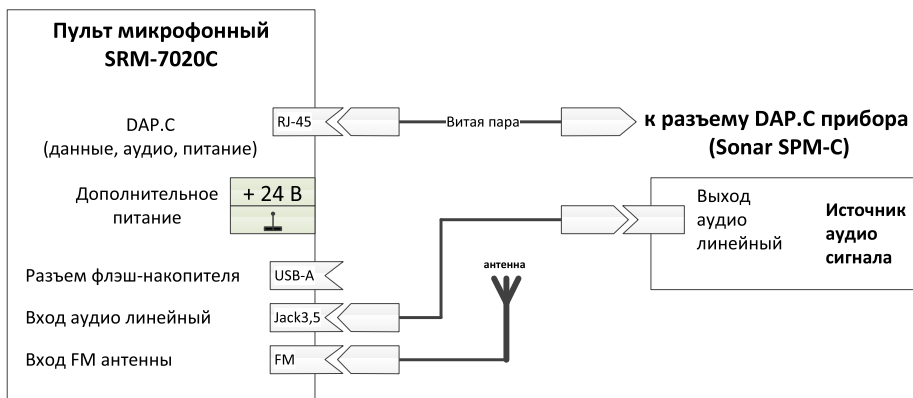 Пульт микрофонный
SRM-7020C
DAP.C
(данные, аудио, питание)
RJ-45
Витая пара
к разъему DAP.C прибора
(Sonar SPM-C)
Дополнительное
питание
+ 24 В
Выход
аудио
линейный
Источник
аудио
сигнала
Разъем флэш-накопителя
USB-A
антенна
Вход аудио линейный
Jack3,5
Вход FM антенны
FM